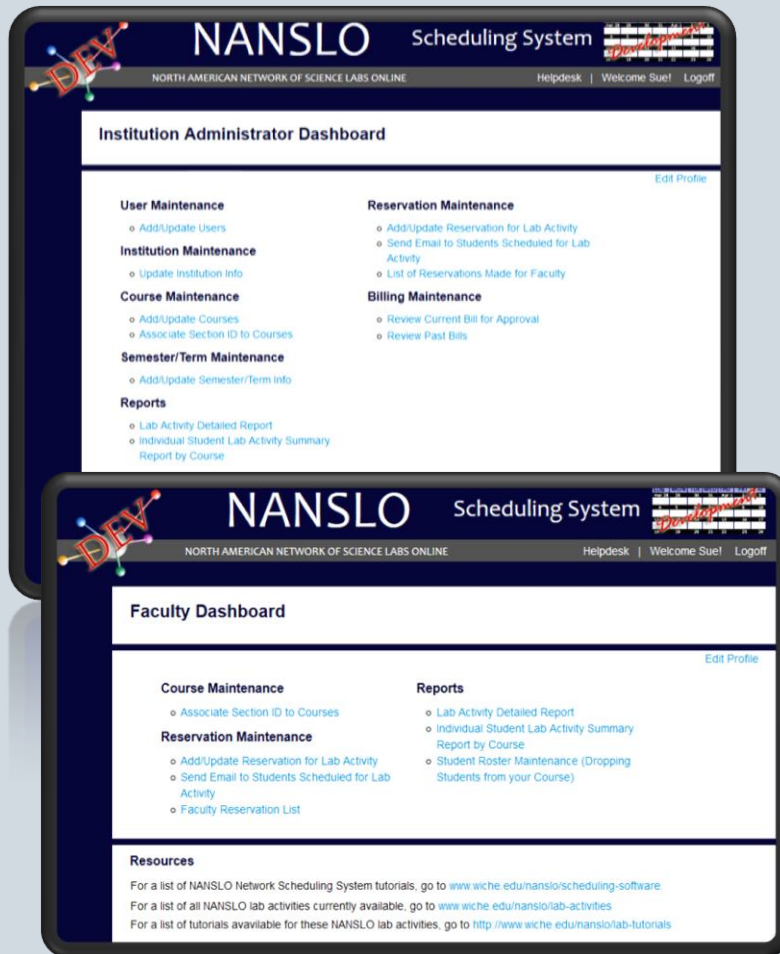 DEV
NANSLO
Scheduling System
Development
NORTH AMERICAN NETWORK OF SCIENCE LABS ONLINE
Helpdesk | Welcome Sue! Logoff
Institution Administrator Dashboard
Edit Profile
User Maintenance
Add/Update Users
Institution Maintenance
Update Institution Info
Course Maintenance
Add/Update Courses
Associate Section ID to Courses
Semester/Term Maintenance
Add/Update Semester/Term Info
Reports
Lab Activity Detailed Report
Individual Student Lab Activity Summary
Report by Course
Reservation Maintenance
Add/Update Reservation for Lab Activity
Send Email to Students Scheduled for Lab
Activity
List of Reservations Made for Faculty
Billing Maintenance
Review Current Bill for Approval
Review Past Bills
DEV
NANSLO
Scheduling System
Development
NORTH AMERICAN NETWORK OF SCIENCE LABS ONLINE
Helpdesk | Welcome Sue! Logoff
Faculty Dashboard
Edit Profile
Course Maintenance
Associate Section ID to Courses
Reservation Maintenance
Add/Update Reservation for Lab Activity
Send Email to Students Scheduled for Lab
Activity
Faculty Reservation List
Reports
Lab Activity Detailed Report
Individual Student Lab Activity Summary
Report by Course
Student Roster Maintenance (Dropping
Students from your Course)
Resources
For a list of NANSLO Network Scheduling System tutorials, go to www.wiche.edu/nanslo/scheduling-software
For a list of all NANSLO lab activities currently available, go to www.wiche.edu/nanslo/lab-activities
For a list of tutorials avavilable for these NANSLO lab activities, go to http://www.wiche.edu/nanslo/lab-tutorials